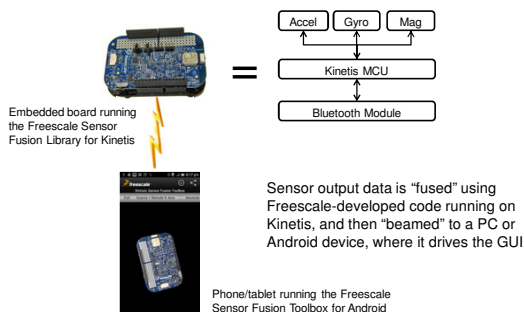 Accel Gyro Mag
Kinetis MCU
Bluetooth Module
=
Embedded board running
the Freescale Sensor
Fusion Library for Kinetis
freescale
Sensor output data is “fused” using
Freescale-developed code running on
Kinetis, and then “beamed” to a PC or
Android device, where it drives the GUI
Phone/tablet running the Freescale
Sensor Fusion Toolbox for Android